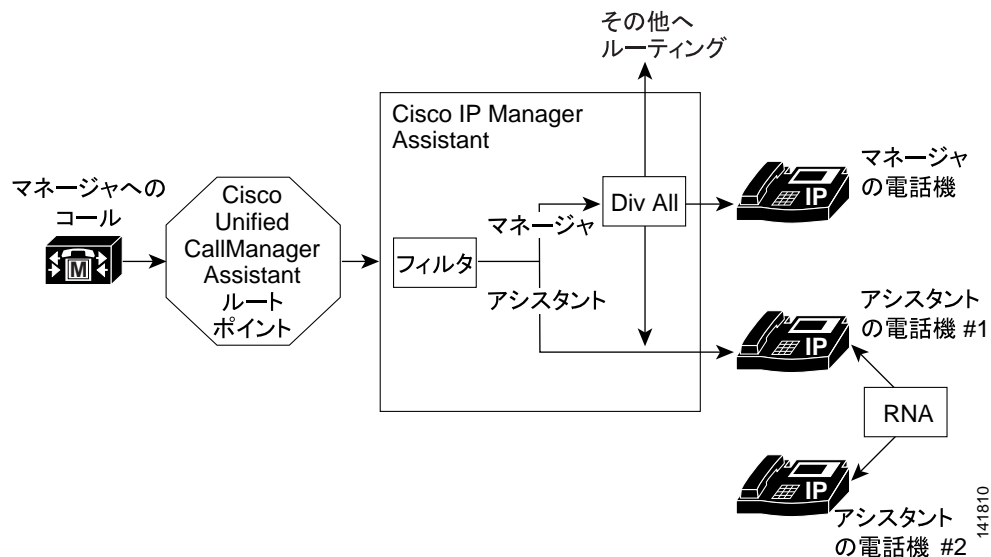 その他へ
ルーティング
Cisco IP Manager
Assistant
マネージャへの
コール
M
Cisco
Unified
CallManager
Assistant
ルート
ポイント
フィルタ
マネージャ
アシスタント
Div All
IP
マネージャ
の電話機
IP
アシスタント
の電話機 #1
RNA
IP
アシスタント
の電話機 #2
141810